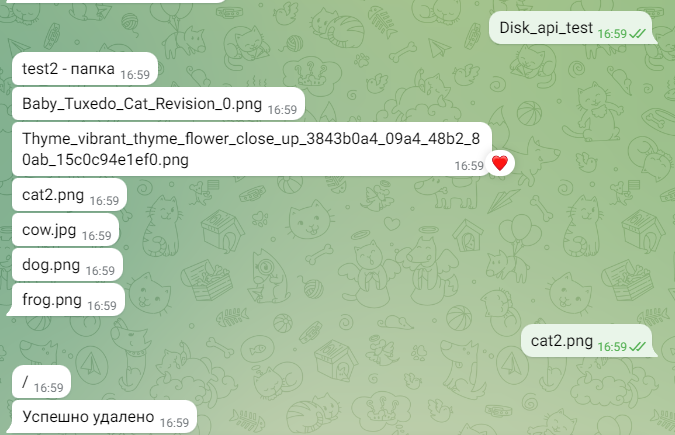 Disk_api_test 16:59
test2 - папка 16:59
Baby_Tuxedo_Cat_Revision_0.png 16:59
Thyme_vibrant_thyme_flower_close_up_3843b0a4_09a4_48b2_8
0ab_15c0c94e1ef0.png 16:59
cat2.png 16:59
cow.jpg 16:59
dog.png 16:59
frog.png 16:59
cat2.png 16:59
/ 16:59
Успешно удалено 16:59